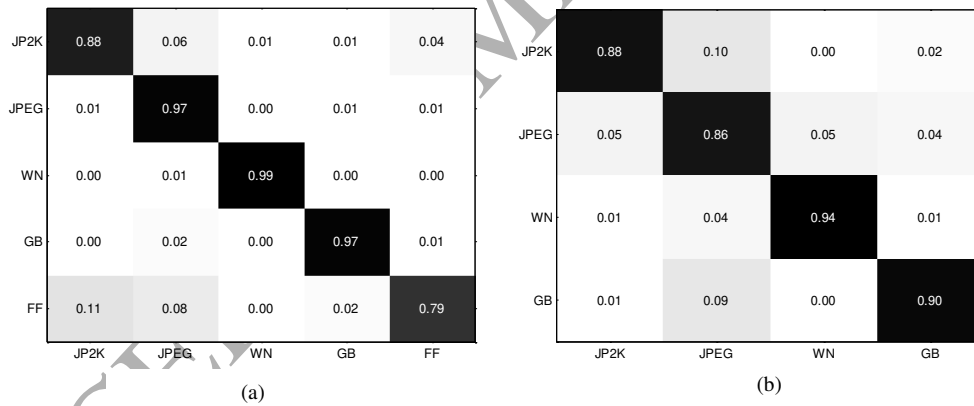 JP2K 0.88 0.06 0.01 0.01 0.04
JPEG 0.01 0.97 0.00 0.01 0.01
WN 0.00 0.01 0.99 0.00 0.00
GB 0.00 0.02 0.00 0.97 0.01
FF 0.11 0.08 0.00 0.02 0.79
JP2K JPEG WN GB FF
(a)
JP2K 0.88 0.10 0.00 0.02
JPEG 0.05 0.86 0.05 0.04
WN 0.01 0.04 0.94 0.01
GB 0.01 0.09 0.00 0.90
JP2K JPEG WN GB
(b)